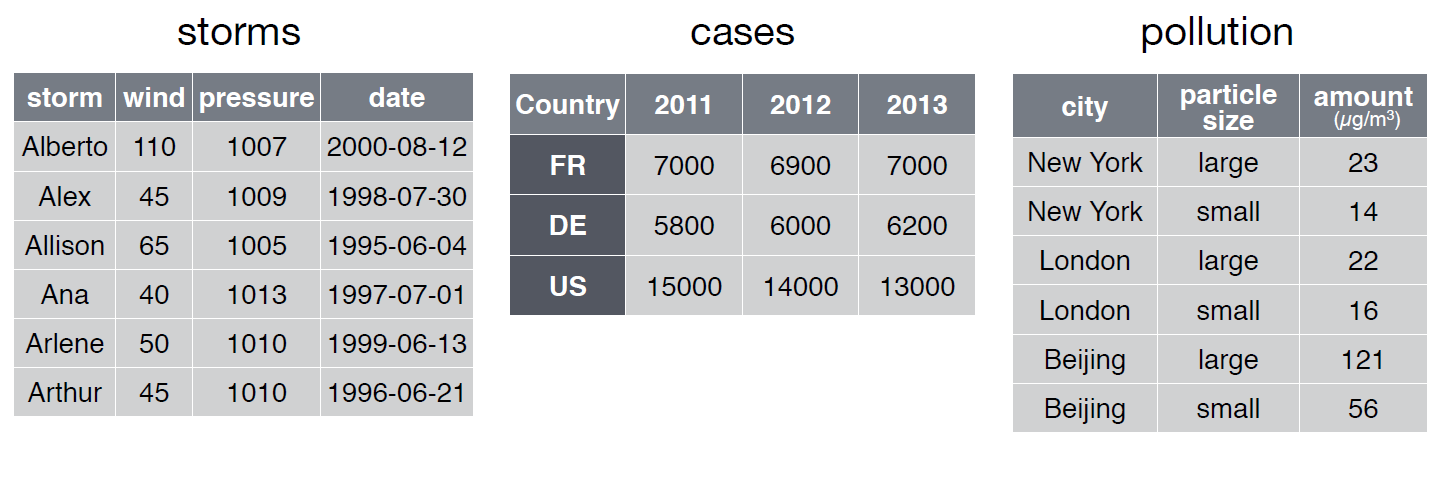 storms
storm wind pressure date
Alberto 110 1007 2000-08-12
Alex 45 1009 1998-07-30
Allison 65 1005 1995-06-04
Ana 40 1013 1997-07-01
Arlene 50 1010 1999-06-13
Arthur 45 1010 1996-06-21
cases
Country 2011 2012 2013
FR 7000 6900 7000
DE 5800 6000 6200
US 15000 14000 13000
pollution
city particle size amount (µg/m³)
New York large 23
New York small 14
London large 22
London small 16
Beijing large 121
Beijing small 56